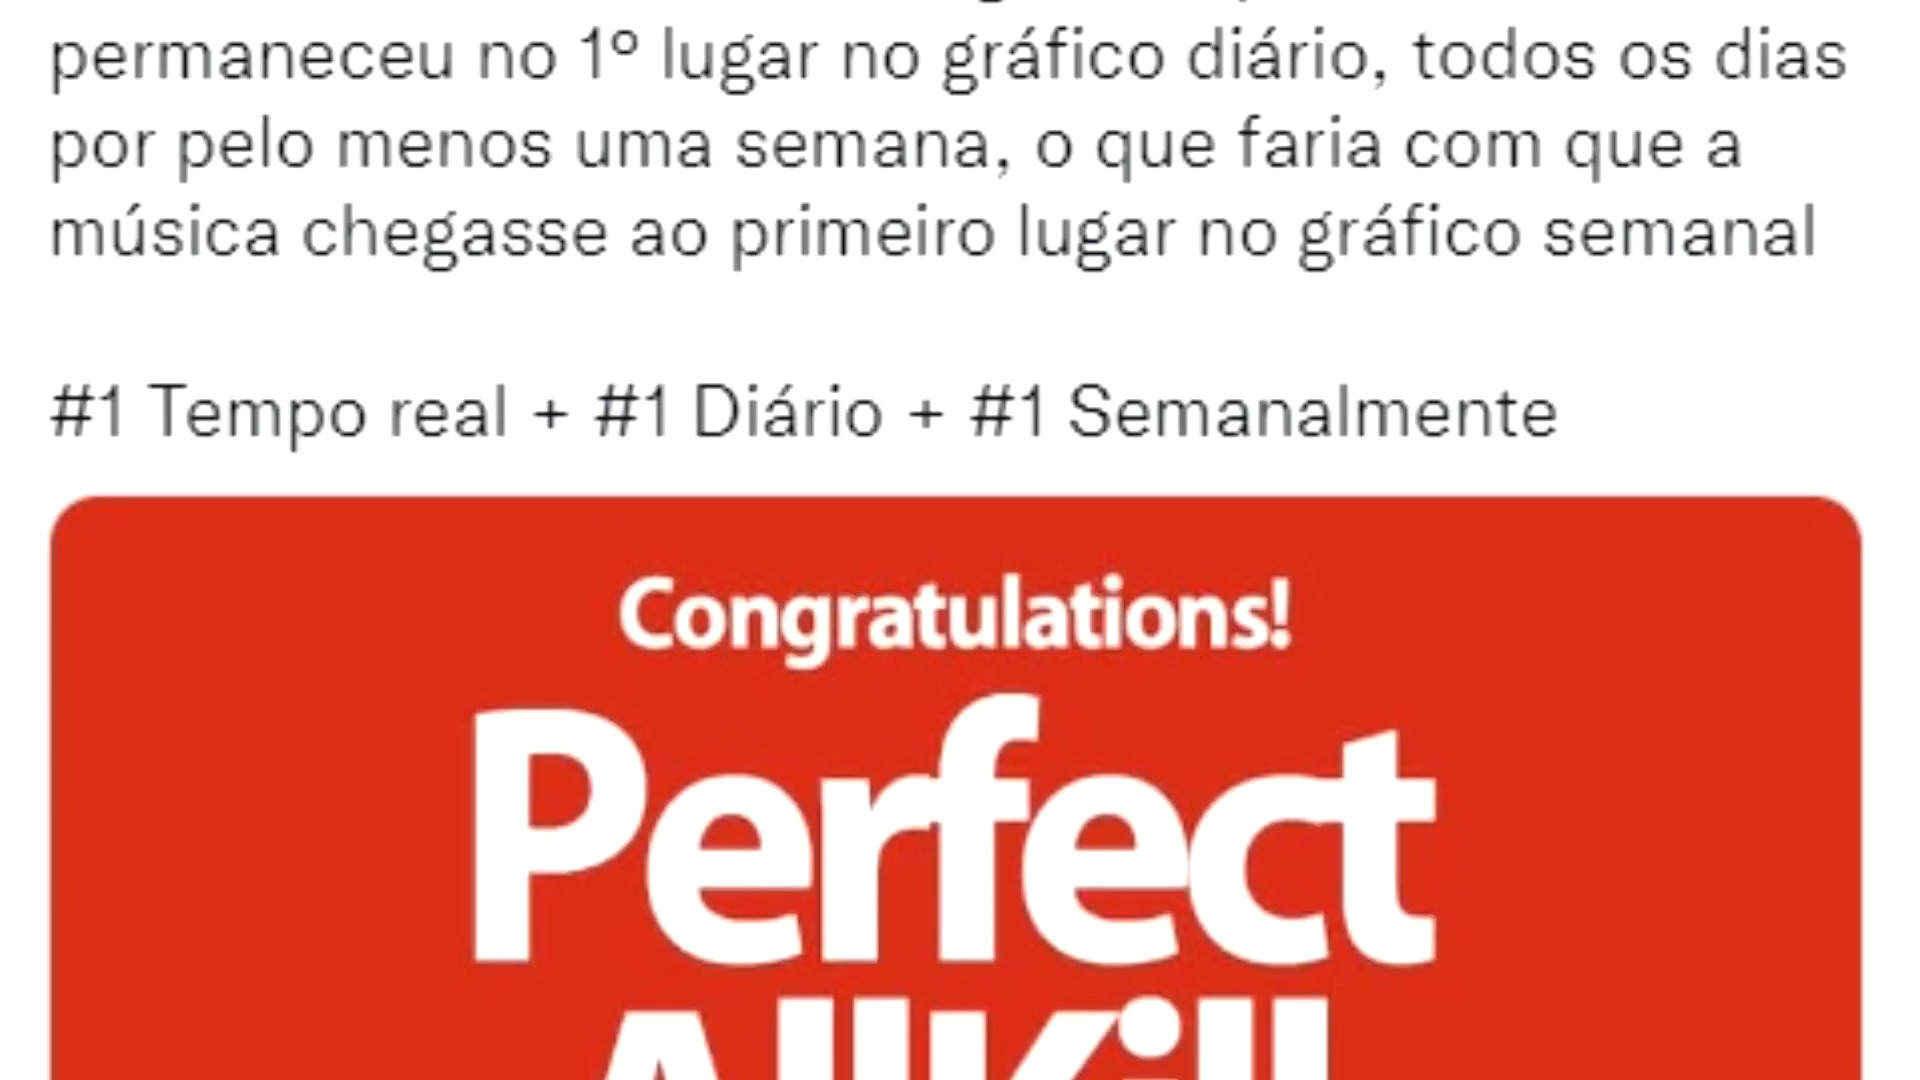 permaneceu no 1º lugar no gráfico diário, todos os dias
por pelo menos uma semana, o que faria com que a
música chegasse ao primeiro lugar no gráfico semanal
#1 Tempo real + #1 Diário + #1 Semanalmente
Congratulations!
Perfect
AllKill